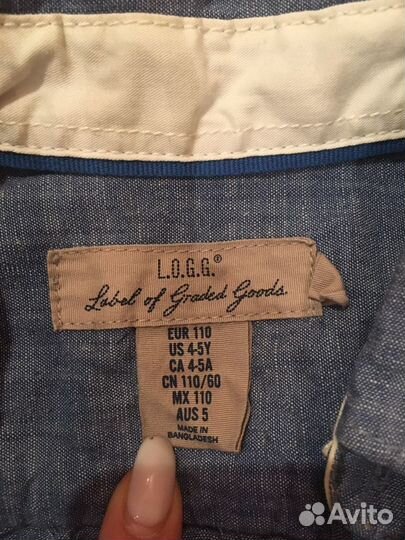 L.O.G.G.®
Label of Graded Goods
EUR 110
US 4-5Y
CA 4-5A
CN 110/60
MX 110
AUS 5
MADE IN
BANGLADESH
Avito